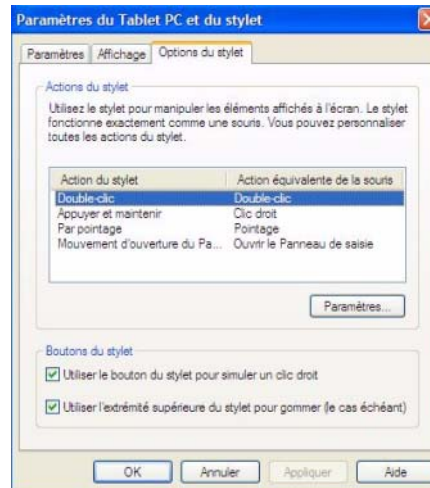 Paramètres du Tablet PC et du stylet
Paramètres Affichage Options du stylet
Actions du stylet
Utilisez le stylet pour manipuler les éléments affichés à l'écran. Le stylet
fonctionne exactement comme une souris. Vous pouvez personnaliser
toutes les actions du stylet.
Action du stylet Action équivalente de la souris
Double-clic Double-clic
Appuyer et maintenir Clic droit
Par pointage Pointage
Mouvement d'ouverture du Pa... Ouvrir le Panneau de saisie
Paramètres...
Boutons du stylet
Utiliser le bouton du stylet pour simuler un clic droit
Utiliser l'extrémité supérieure du stylet pour gommer (le cas échéant)
OK Annuler Appliquer Aide